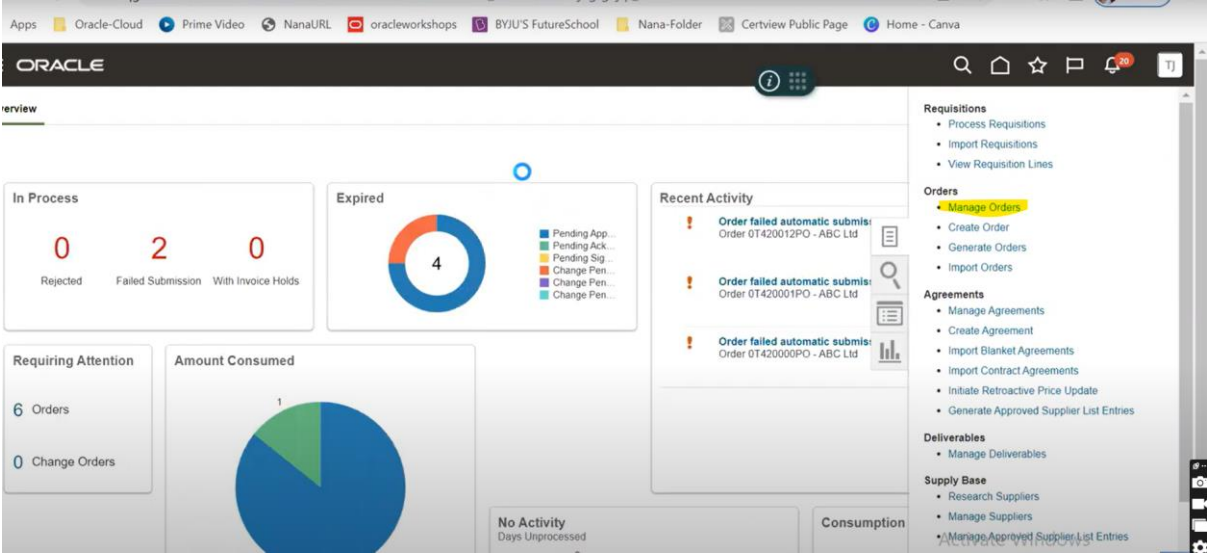 Apps Oracle-Cloud Prime Video NanaURL oracleworkshops BYJU'S FutureSchool Nana-Folder Certview Public Page Home - Canva
ORACLE
20
TJ
verview
In Process
0
Rejected
2
Failed Submission
0
With Invoice Holds
Expired
4
Pending App...
Pending Ack...
Pending Sig...
Change Pen...
Change Pen...
Change Pen...
Recent Activity
Order failed automatic submis
Order 0T420012PO - ABC Ltd
Order failed automatic submis
Order 0T420001PO - ABC Ltd
Order failed automatic submis
Order 0T420000PO - ABC Ltd
Requiring Attention
6 Orders
0 Change Orders
Amount Consumed
1
No Activity
Days Unprocessed
Consumption
Requisitions
Process Requisitions
Import Requisitions
View Requisition Lines
Orders
Manage Orders
Create Order
Generate Orders
Import Orders
Agreements
Manage Agreements
Create Agreement
Import Blanket Agreements
Import Contract Agreements
Initiate Retroactive Price Update
Generate Approved Supplier List Entries
Deliverables
Manage Deliverables
Supply Base
Research Suppliers
Manage Suppliers
Manage Approved Supplier List Entries
Activate Windows